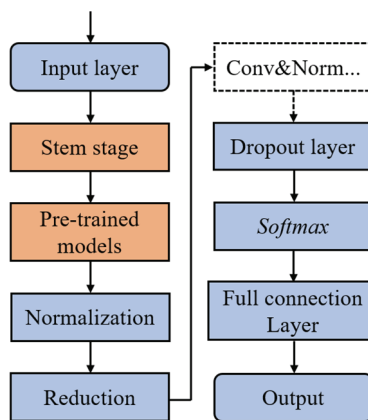 Input layer
Stem stage
Pre-trained
models
Normalization
Reduction
Conv&Norm...
Dropout layer
Softmax
Full connection
Layer
Output